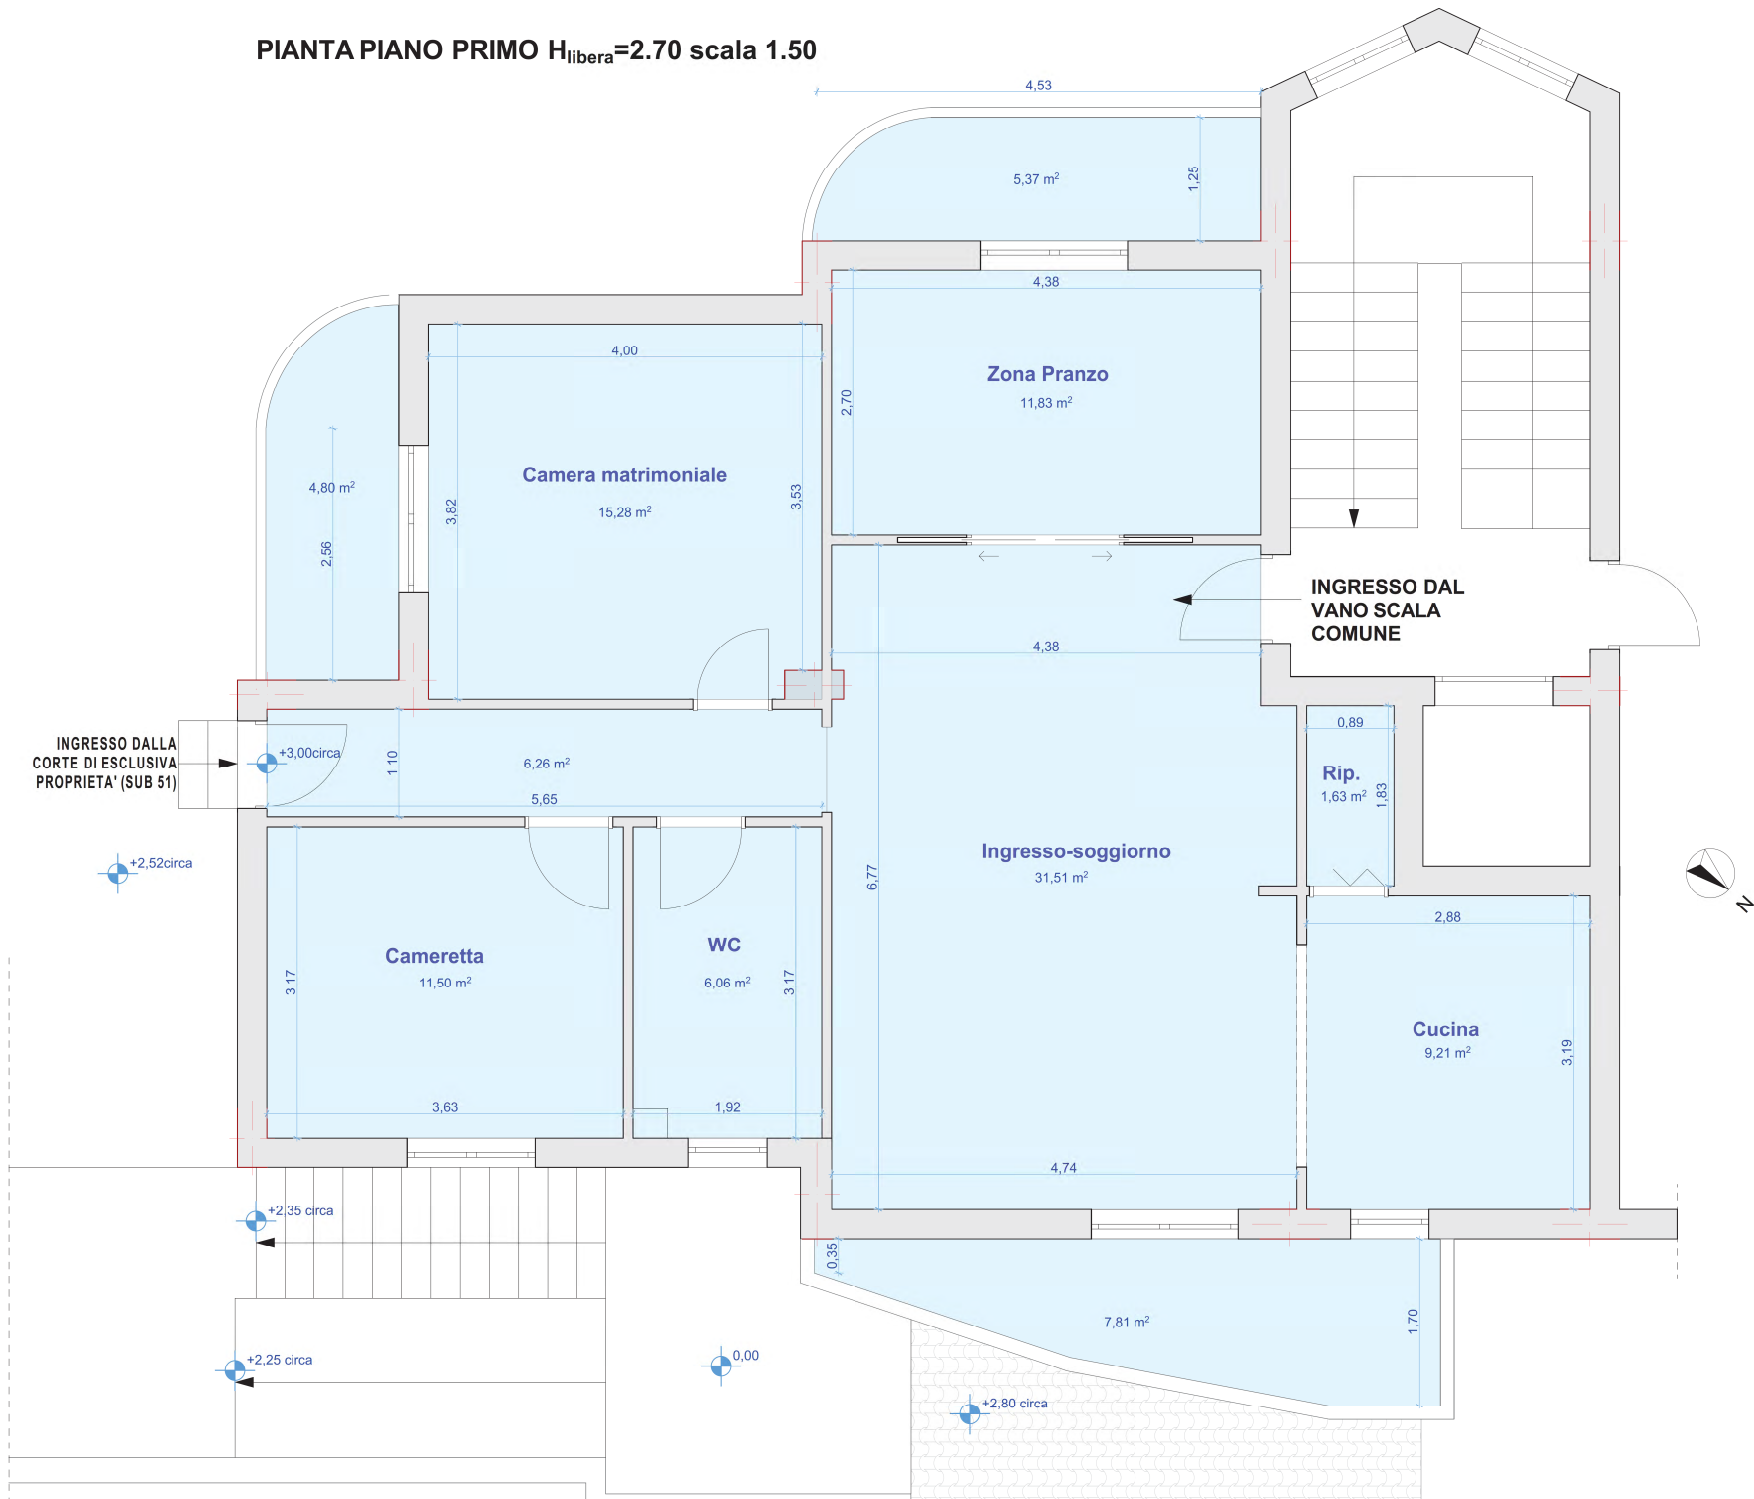 PIANTA PIANO PRIMO Hlibera=2.70 scala 1.50
4,53
5,37 m²
1,25
4,38
Zona Pranzo
11,83 m²
2,70
4,00
Camera matrimoniale
15,28 m²
3,82
3,53
4,80 m²
2,56
INGRESSO DAL
VANO SCALA
COMUNE
4,38
INGRESSO DALLA
CORTE DI ESCLUSIVA
PROPRIETA' (SUB 51)
+3,00circa
1 10
6,26 m²
5,65
0,89
Rip.
1,63 m²
1,83
+2,52circa
Ingresso-soggiorno
31,51 m²
6,77
N
2,88
Cameretta
11,50 m²
3 17
WC
6,06 m²
3 17
Cucina
9,21 m²
3,19
3,63
1,92
4,74
+2,35 circa
0,35
7,81 m²
1,70
+2,25 circa
0,00
+2,80 circa